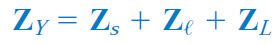 Z_Y = Z_s + Z_ℓ + Z_L